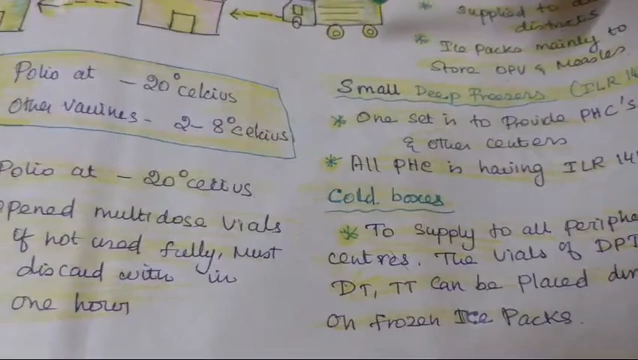 Polio at - 20° celcius
other vaccines - 2-8° celcius
Polio at - 20° celcius
opened multidose vials
If not used fully, Must
discard with in
one hour
* supplied to
districts
* Ice packs mainly to
store OPV & Measles
Small Deep Freezers (ILR 14
* One set is to Provide PHC's
& other centers
* All PHC is having ILR 14
Cold boxes
* To supply to all periphe
centres. The vials of DPT
DT, TT can be placed dir
on frozen Ice Packs.